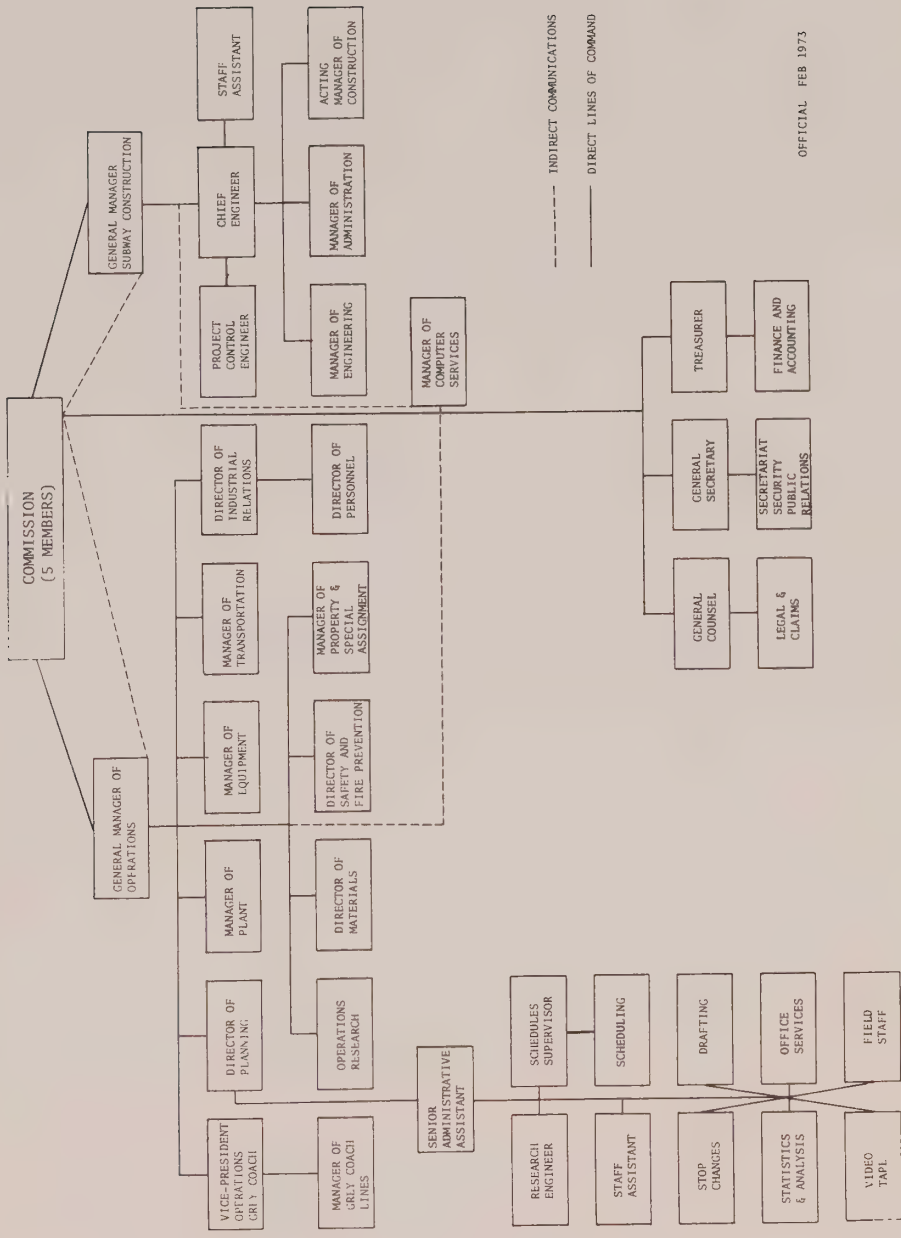 COMMISSION
(5 MEMBERS)
GENERAL MANAGER OF
OPERATIONS
GENERAL MANAGER
SUBWAY CONSTRUCTION
VICE-PRESIDENT
OPERATIONS
GRLY COACH
DIRECTOR OF
PLANNING
MANAGER OF
PLANT
MANAGER OF
EQUIPMENT
MANAGER OF
TRANSPORTATION
DIRECTOR OF
INDUSTRIAL
RELATIONS
PROJECT
CONTROL
ENGINEER
CHIEF
ENGINEER
STAFF
ASSISTANT
MANAGER OF
GRLY COACH
LINES
OPERATIONS
RESEARCH
DIRECTOR OF
MATERIALS
DIRECTOR OF
SAFETY AND
FIRE PREVENTION
MANAGER OF
PROPERTY &
SPECIAL
ASSIGNMENT
DIRECTOR OF
PERSONNEL
MANAGER OF
ENGINEERING
MANAGER OF
ADMINISTRATION
ACTING
MANAGER OF
CONSTRUCTION
SENIOR
ADMINISTRATIVE
ASSISTANT
MANAGER OF
COMPUTER
SERVICES
RESEARCH
ENGINEER
SCHEDULES
SUPERVISOR
STAFF
ASSISTANT
SCHEDULING
STOP
CHANGES
DRAFTING
STATISTICS
& ANALYSIS
OFFICE
SERVICES
VIDEO
TAPL
FIELD
STAFF
GENERAL
COUNSEL
GENERAL
SECRETARY
TREASURER
LEGAL &
CLAIMS
SECRETARIAT
SECURITY
PUBLIC
RELATIONS
FINANCE AND
ACCOUNTING
INDIRECT COMMUNICATIONS
DIRECT LINES OF COMMAND
OFFICIAL FEB 1973